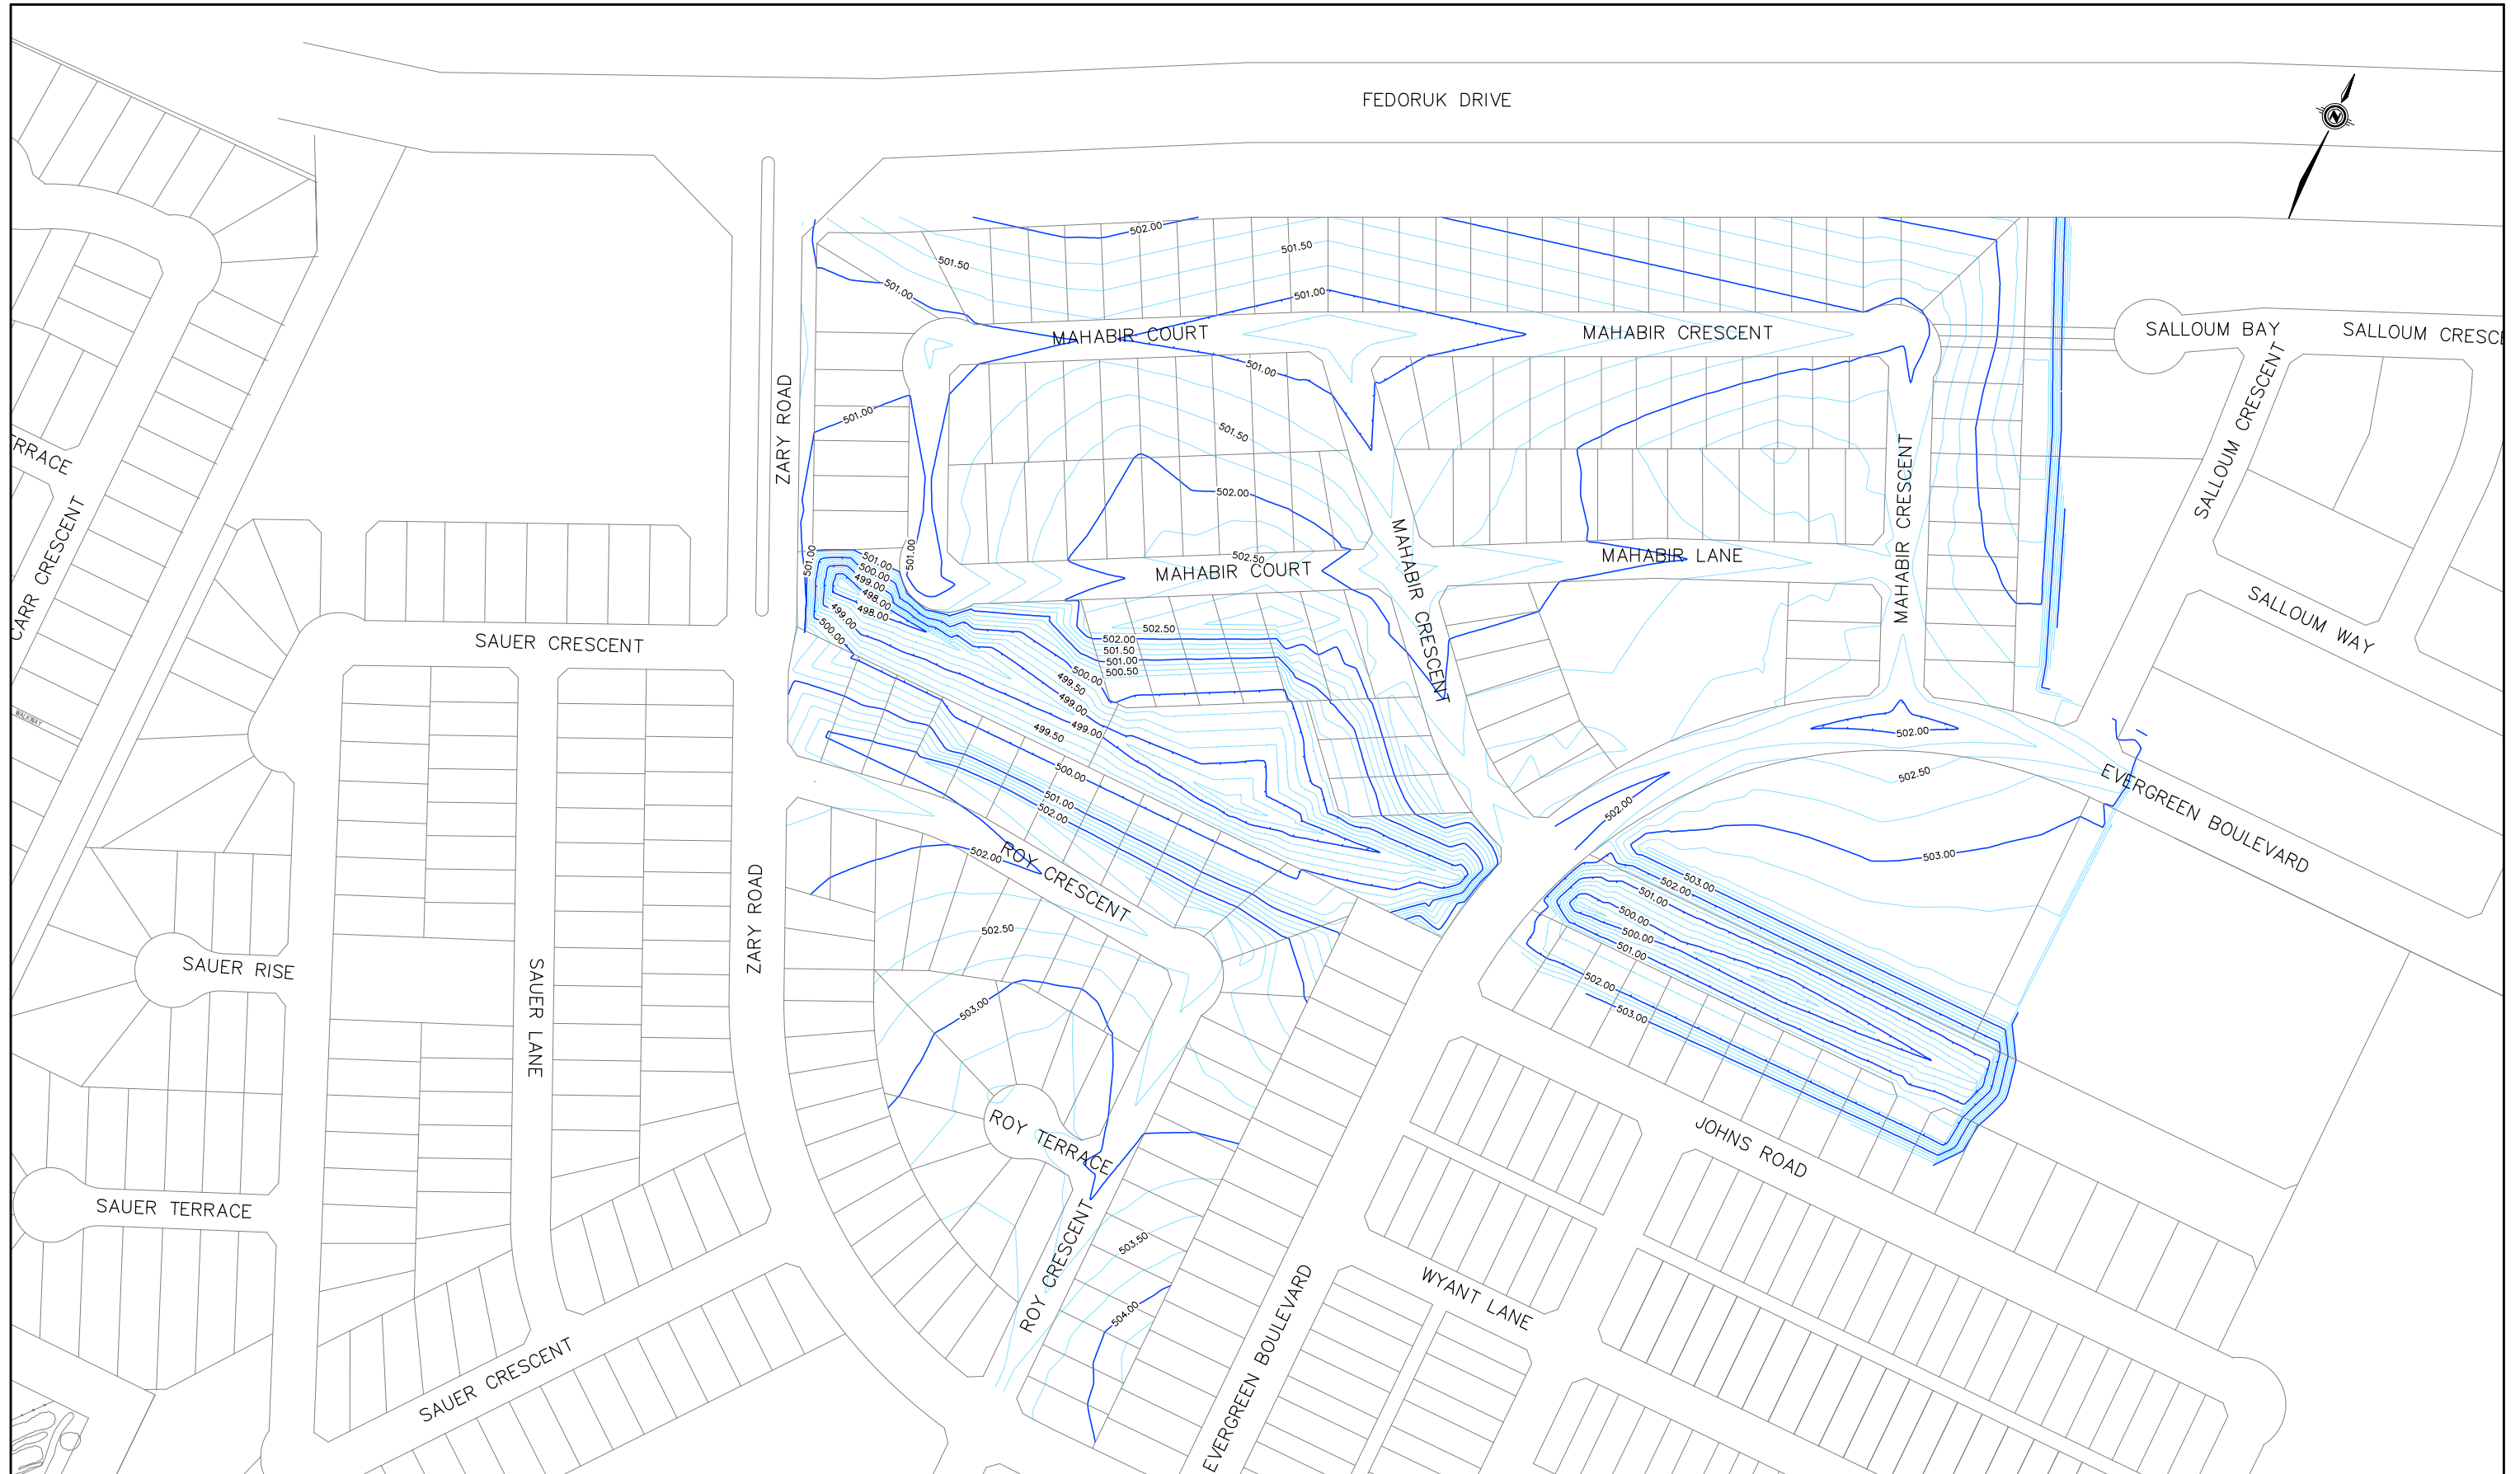 FEDORUK DRIVE
N
502.00
501.50
501.50
501.00
501.00
MAHABIR COURT
MAHABIR CRESCENT
SALLOUM BAY
SALLOUM CRESCE
501.00
ZARY ROAD
501.00
501.50
SALLOUM CRESCENT
502.00
MAHABIR CRESCENT
RRACE
CARR CRESCENT
501.00
501.00
501.00
500.00
499.00
498.00
498.00
499.00
500.00
502.50
MAHABIR COURT
MAHABIR CRESCENT
MAHABIR LANE
SALLOUM WAY
SAUER CRESCENT
502.50
502.00
501.50
501.00
500.50
500.00
499.50
499.00
499.00
499.50
WALKWAY
502.00
502.50
EVERGREEN BOULEVARD
500.00
501.00
502.00
502.00
503.00
ROY CRESCENT
502.00
ZARY ROAD
503.00
502.00
501.00
500.00
500.00
501.00
502.50
SAUER RISE
SAUER LANE
502.00
503.00
503.00
ROY TERRACE
JOHNS ROAD
SAUER TERRACE
503.50
ROY CRESCENT
504.00
WYANT LANE
EVERGREEN BOULEVARD
SAUER CRESCENT